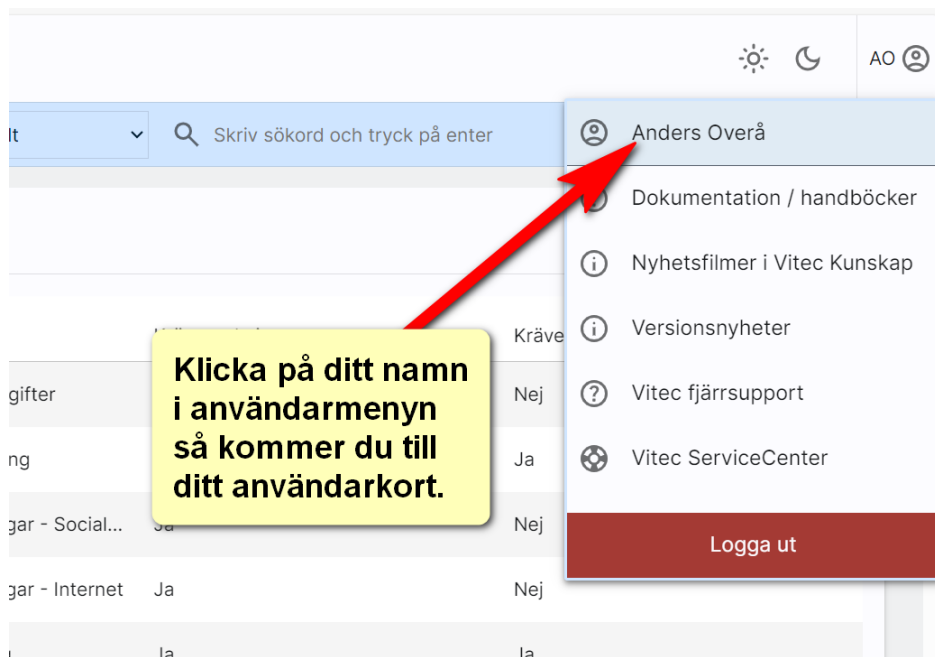 AO
lt
Skriv sökord och tryck på enter
Anders Overå
Dokumentation / handböcker
Nyhetsfilmer i Vitec Kunskap
Versionsnyheter
Vitec fjärrsupport
Vitec ServiceCenter
Logga ut
Klicka på ditt namn
i användarmenyn
så kommer du till
ditt användarkort.
Kräve
gifter
Nej
ng
Ja
gar - Social...
Ja
Nej
gar - Internet
Ja
Nej
Ja
Ja